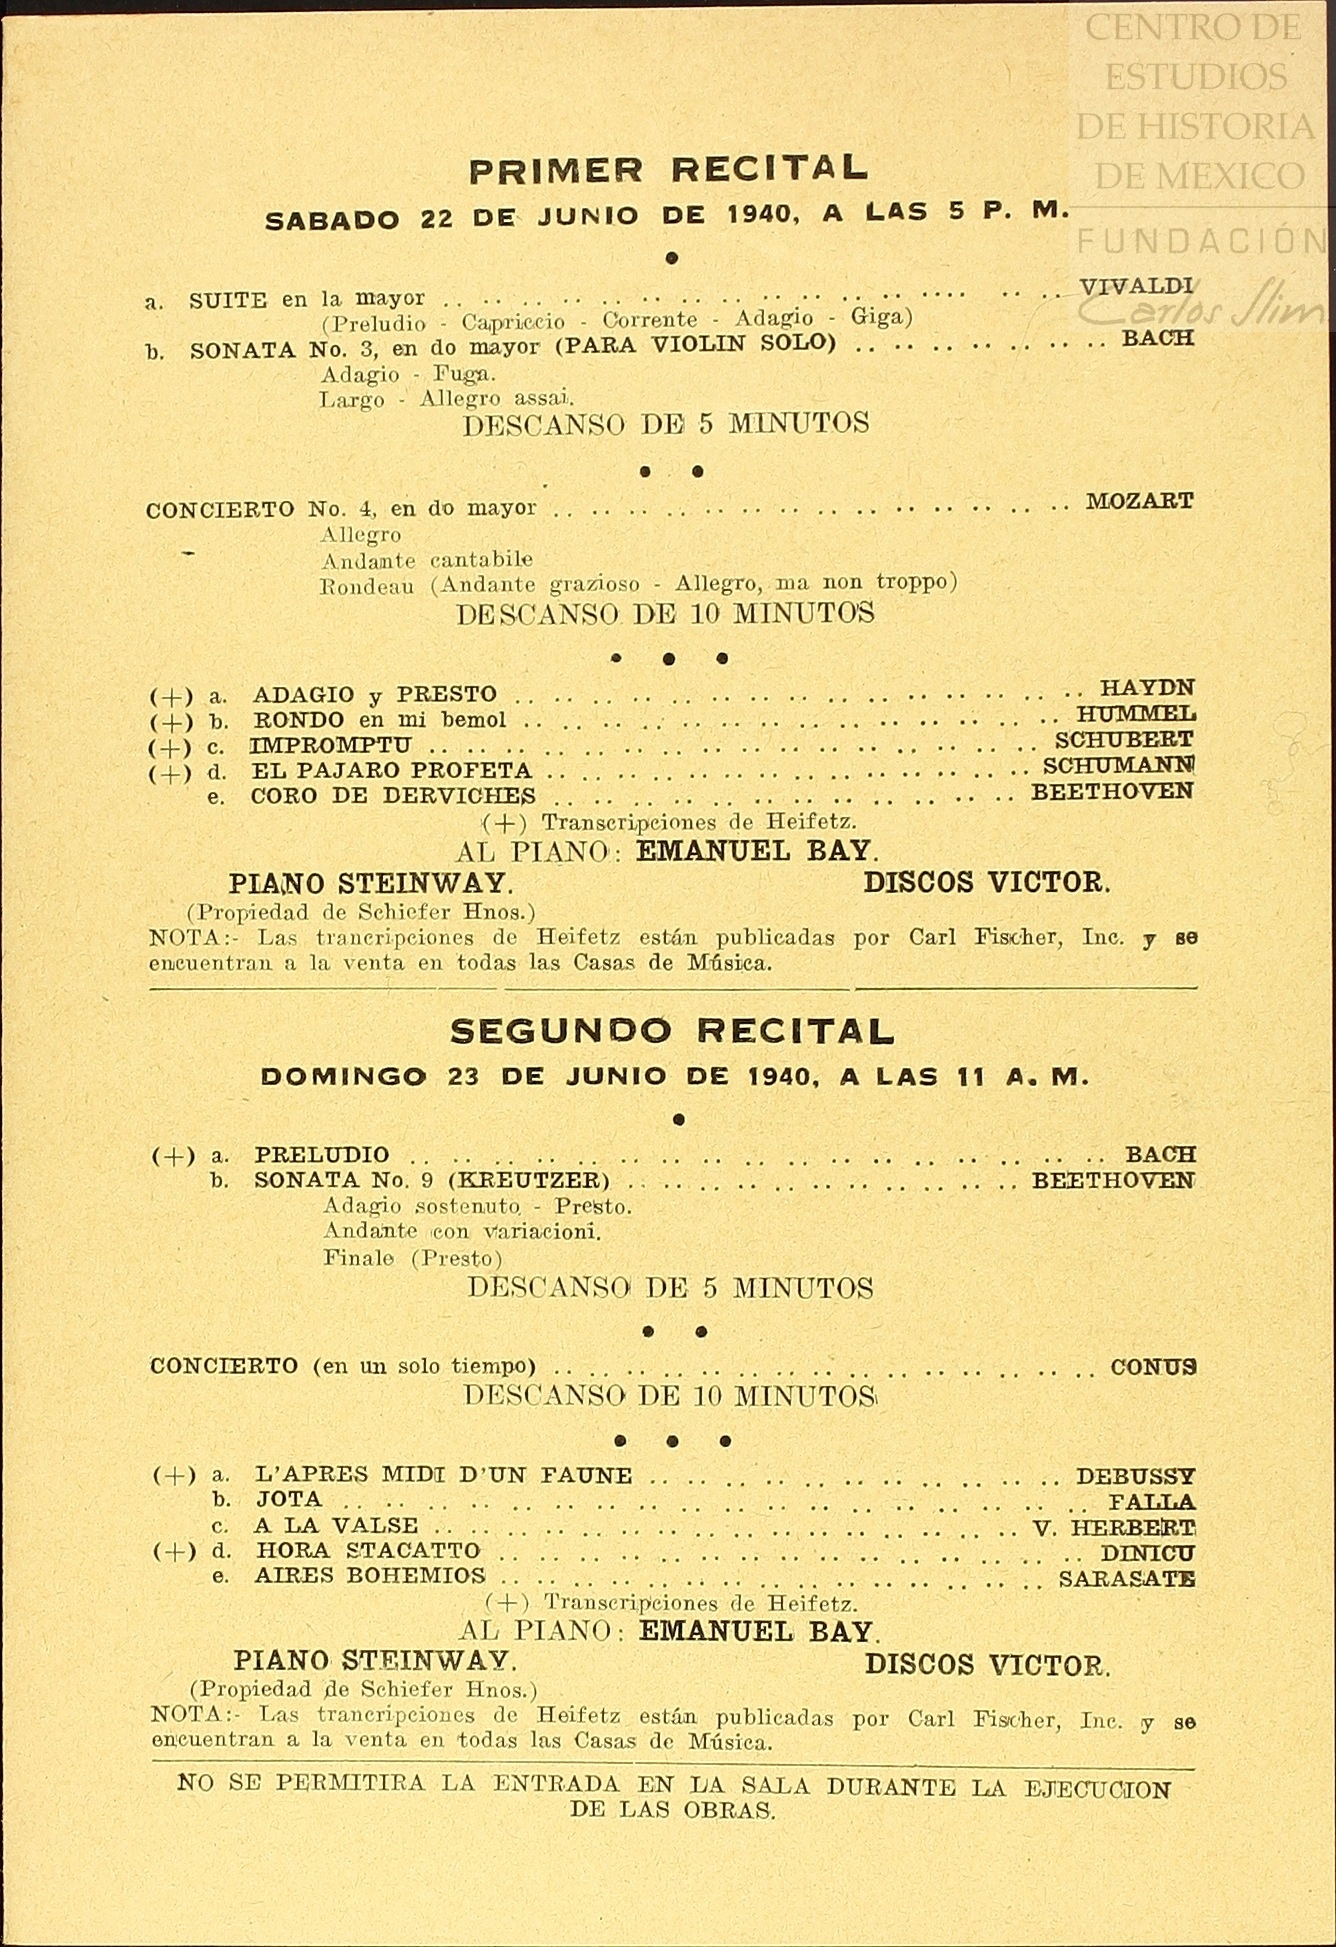 CENTRO DE
ESTUDIOS
DE HISTORIA
DE MEXICO
FUNDACIÓN
Carlos Slim
PRIMER RECITAL
SABADO 22 DE JUNIO DE 1940, A LAS 5 P. M.
a. SUITE en la mayor .. .. .. .. .. .. .. .. .. .. .. .. .... .. .. VIVALDI
(Preludio - Capriccio - Corrente - Adagio - Giga)
b. SONATA No. 3, en do mayor (PARA VIOLIN SOLO) .. .. .. .. .. .. .. BACH
Adagio - Fuga.
Largo - Allegro assai.
DESCANSO DE 5 MINUTOS
CONCIERTO No. 4, en do mayor .. .. .. .. .. .. .. .. .. .. .. .. .. .. MOZART
Allegro
Andante cantabile
Rondeau (Andante grazioso - Allegro, ma non troppo)
DESCANSO DE 10 MINUTOS
(+) a. ADAGIO y PRESTO .. .. .. .. .. .. .. .. .. .. .. .. .. .. .. HAYDN
(+) b. RONDO en mi bemol .. .. .. .. .. .. .. .. .. .. .. .. .. .. HUMMEL
(+) c. IMPROMPTU .. .. .. .. .. .. .. .. .. .. .. .. .. .. .. .. SCHUBERT
(+) d. EL PAJARO PROFETA .. .. .. .. .. .. .. .. .. .. .. .. .. SCHUMANN
e. CORO DE DERVICHES .. .. .. .. .. .. .. .. .. .. .. .. BEETHOVEN
(+) Transcripciones de Heifetz.
AL PIANO: EMANUEL BAY.
PIANO STEINWAY. DISCOS VICTOR.
(Propiedad de Schiefer Hnos.)
NOTA:- Las trancripciones de Heifetz están publicadas por Carl Fischer, Inc. y se
encuentran a la venta en todas las Casas de Música.
SEGUNDO RECITAL
DOMINGO 23 DE JUNIO DE 1940, A LAS 11 A. M.
(+) a. PRELUDIO .. .. .. .. .. .. .. .. .. .. .. .. .. .. .. .. .. BACH
b. SONATA No. 9 (KREUTZER) .. .. .. .. .. .. .. .. .. .. BEETHOVEN
Adagio sostenuto - Presto.
Andante con variacioni.
Finale (Presto)
DESCANSO DE 5 MINUTOS
CONCIERTO (en un solo tiempo) .. .. .. .. .. .. .. .. .. .. .. .. .. .. CONUS
DESCANSO DE 10 MINUTOS
(+) a. L'APRES MIDI D'UN FAUNE .. .. .. .. .. .. .. .. .. .. .. DEBUSSY
b. JOTA .. .. .. .. .. .. .. .. .. .. .. .. .. .. .. .. .. .. FALLA
c. A LA VALSE .. .. .. .. .. .. .. .. .. .. .. .. .. .. .. V. HERBERT
(+) d. HORA STACATTO .. .. .. .. .. .. .. .. .. .. .. .. .. .. .. DINICU
e. AIRES BOHEMIOS .. .. .. .. .. .. .. .. .. .. .. .. .. .. SARASATE
(+) Transcripciones de Heifetz.
AL PIANO: EMANUEL BAY.
PIANO STEINWAY. DISCOS VICTOR.
(Propiedad de Schiefer Hnos.)
NOTA:- Las trancripciones de Heifetz están publicadas por Carl Fischer, Inc. y se
encuentran a la venta en todas las Casas de Música.
NO SE PERMITIRA LA ENTRADA EN LA SALA DURANTE LA EJECUCION
DE LAS OBRAS.